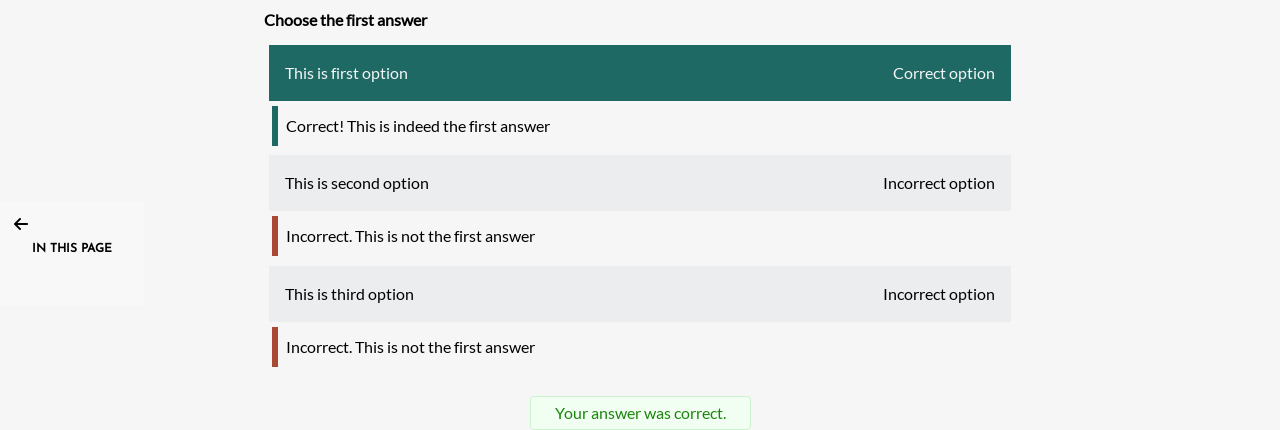 Choose the first answer
This is first option Correct option
Correct! This is indeed the first answer
This is second option Incorrect option
Incorrect. This is not the first answer
IN THIS PAGE
This is third option Incorrect option
Incorrect. This is not the first answer
Your answer was correct.